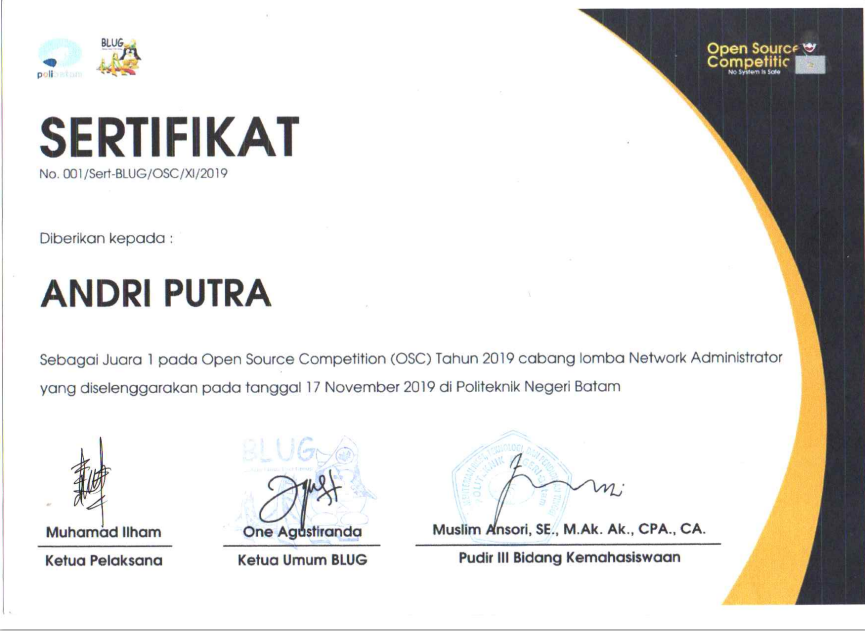 polibatam
BLUG
Open Source
Competitio
No System Is Safe
SERTIFIKAT
No. 001/Sert-BLUG/OSC/XI/2019
Diberikan kepada :
ANDRI PUTRA
Sebagai Juara 1 pada Open Source Competition (OSC) Tahun 2019 cabang lomba Network Administrator
yang diselenggarakan pada tanggal 17 November 2019 di Politeknik Negeri Batam
BLUG
Muhamad Ilham
One Agustiranda
Muslim Ansori, SE., M.Ak. Ak., CPA., CA.
Ketua Pelaksana
Ketua Umum BLUG
Pudir III Bidang Kemahasiswaan